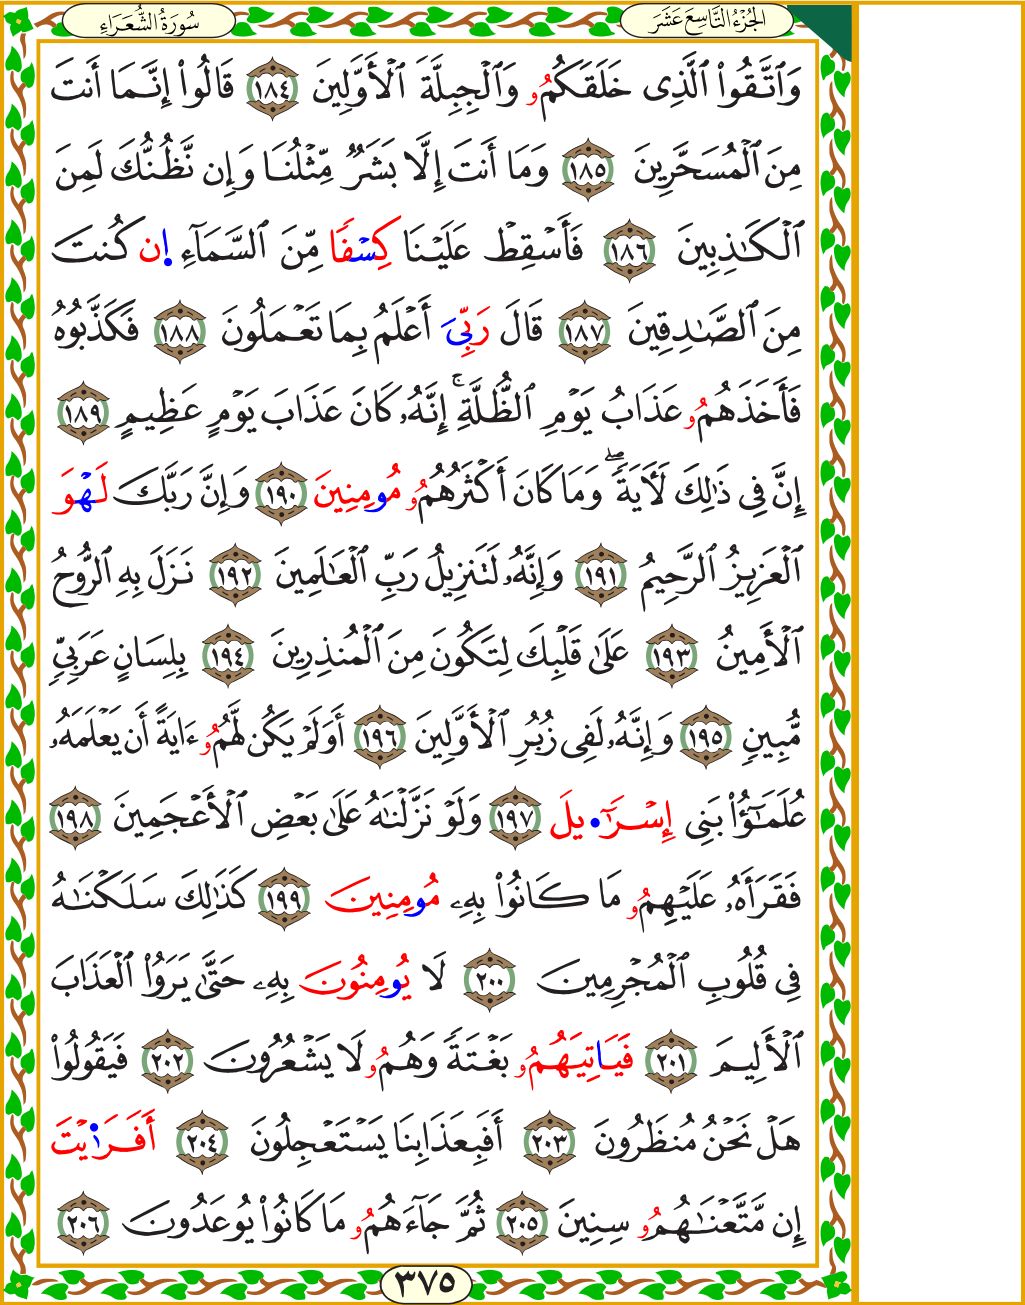 الجُزْءُ التَّاسِعَ عَشَرَ
سُورَةُ الشُّعَرَاءِ
وَٱتَّقُوا۟ ٱلَّذِى خَلَقَكُمُۥ وَٱلْجِبِلَّةَ ٱلْأَوَّلِينَ ١٨٤ قَالُوٓا۟ إِنَّمَا أَنتَ
مِنَ ٱلْمُسَحَّرِينَ ١٨٥ وَمَا أَنتَ إِلَّا بَشَرٌ مِّثْلُنَا وَإِن نَّظُنُّكَ لَمِنَ
ٱلْكَـٰذِبِينَ ١٨٦ فَأَسْقِطْ عَلَيْنَا كِسْفًا مِّنَ ٱلسَّمَآءِ ان كُنتَ
مِنَ ٱلصَّـٰدِقِينَ ١٨٧ قَالَ رَبِّىَ أَعْلَمُ بِمَا تَعْمَلُونَ ١٨٨ فَكَذَّبُوهُ
فَأَخَذَهُمُۥ عَذَابُ يَوْمِ ٱلظُّلَّةِ ۚ إِنَّهُۥ كَانَ عَذَابَ يَوْمٍ عَظِيمٍ ١٨٩
إِنَّ فِى ذَٰلِكَ لَأَيَةً ۖ وَمَا كَانَ أَكْثَرُهُمُۥ مُومِنِينَ ١٩٠ وَإِنَّ رَبَّكَ لَهْوَ
ٱلْعَزِيزُ ٱلرَّحِيمُ ١٩١ وَإِنَّهُۥ لَتَنزِيلُ رَبِّ ٱلْعَـٰلَمِينَ ١٩٢ نَزَلَ بِهِ ٱلرُّوحُ
ٱلْأَمِينُ ١٩٣ عَلَىٰ قَلْبِكَ لِتَكُونَ مِنَ ٱلْمُنذِرِينَ ١٩٤ بِلِسَانٍ عَرَبِىٍّ
مُّبِينٍ ١٩٥ وَإِنَّهُۥ لَفِى زُبُرِ ٱلْأَوَّلِينَ ١٩٦ أَوَلَمْ يَكُن لَّهُمُۥ ءَايَةً أَن يَعْلَمَهُۥ
عُلَمَـٰٓؤُا۟ بَنِى إِسْرَٰٓ•يلَ ١٩٧ وَلَوْ نَزَّلْنَـٰهُ عَلَىٰ بَعْضِ ٱلْأَعْجَمِينَ ١٩٨
فَقَرَأَهُۥ عَلَيْهِمُۥ مَا كَانُوا۟ بِهِۦ مُومِنِينَ ١٩٩ كَذَٰلِكَ سَلَكْنَـٰهُ
فِى قُلُوبِ ٱلْمُجْرِمِينَ ٢٠٠ لَا يُومِنُونَ بِهِۦ حَتَّىٰ يَرَوُا۟ ٱلْعَذَابَ
ٱلْأَلِيمَ ٢٠١ فَيَاتِيَهُمُۥ بَغْتَةً وَهُمُۥ لَا يَشْعُرُونَ ٢٠٢ فَيَقُولُوا۟
هَلْ نَحْنُ مُنظَرُونَ ٢٠٣ أَفَبِعَذَابِنَا يَسْتَعْجِلُونَ ٢٠٤ أَفَرَٰيْتَ
إِن مَّتَّعْنَـٰهُمُۥ سِنِينَ ٢٠٥ ثُمَّ جَآءَهُمُۥ مَا كَانُوا۟ يُوعَدُونَ ٢٠٦
٣٧٥